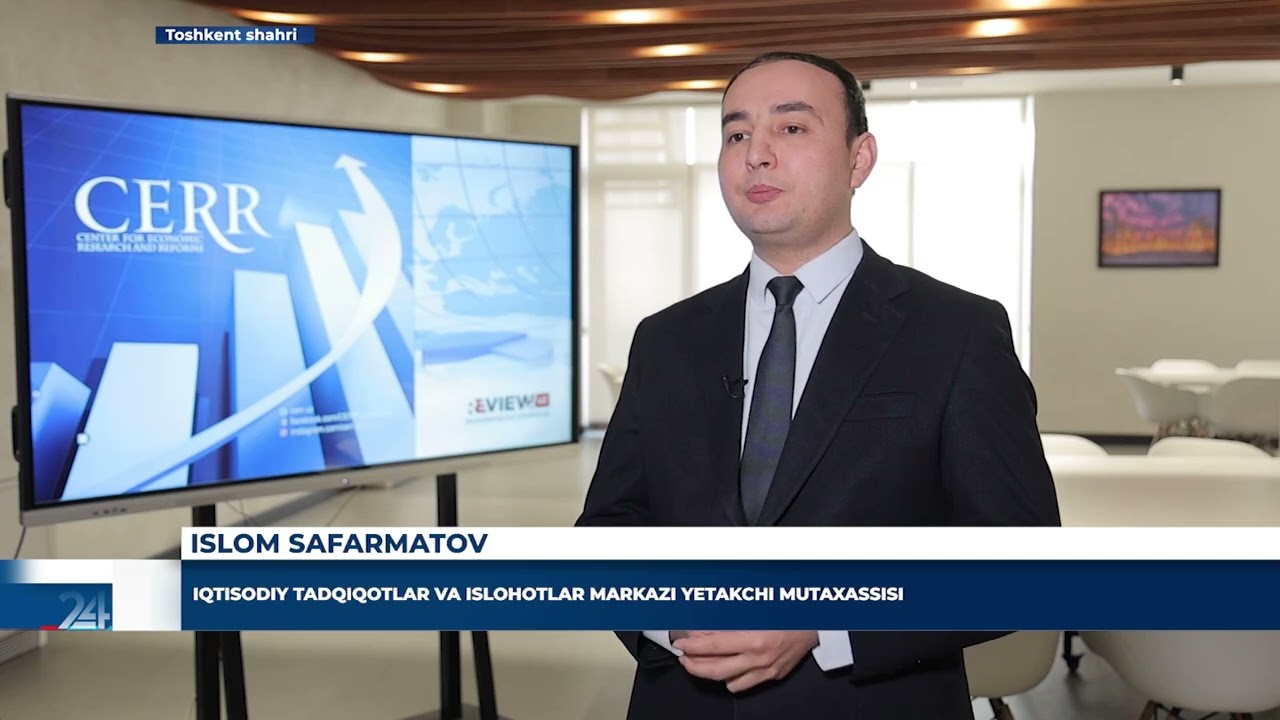 Toshkent shahri
CERR
CENTER FOR ECONOMIC
RESEARCH AND REFORMS
REVIEW
ISLOM SAFARMATOV
IQTISODIY TADQIQOTLAR VA ISLOHOTLAR MARKAZI YETAKCHI MUTAXASSISI
24